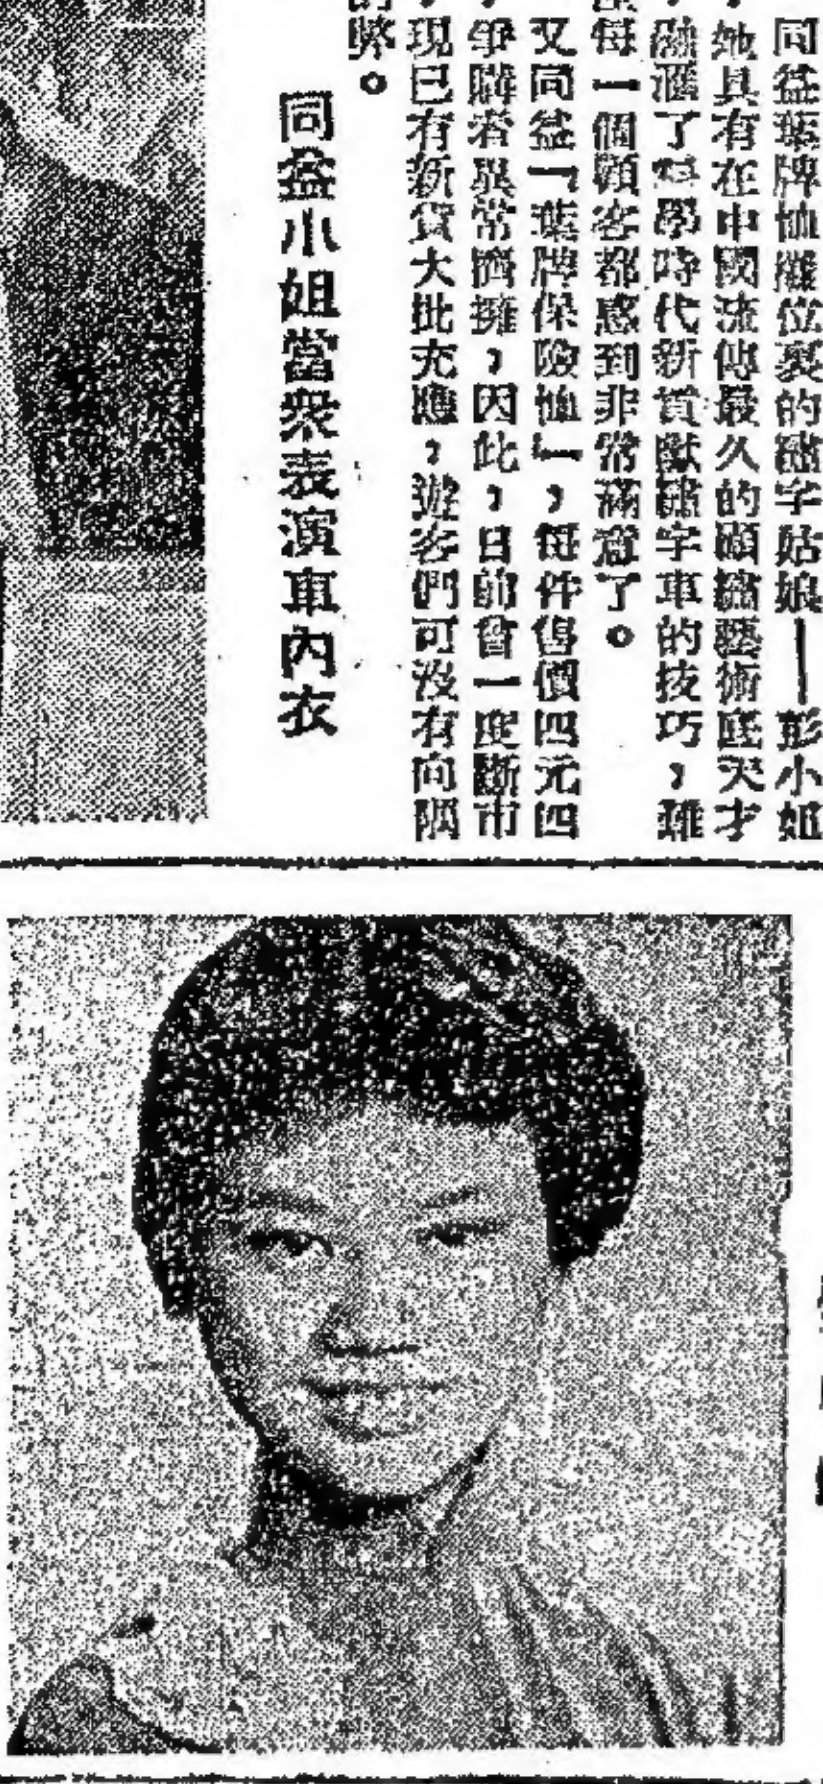 同益葉牌恤攤位裏的繡字姑娘——彭小姐
，她具有在中國流傳最久的顧繡藝術底天才
，融滙了科學時代新貢獻繡字車的技巧，難
每一個顧客都感到非常滿意了。
又同益「葉牌保險恤」，每件售價四元四
，爭購者異常擠擁，因此，日前曾一度斷市
，現已有新貨大批充應，遊客們可沒有向隅
弊。
同益小姐當衆表演車內衣